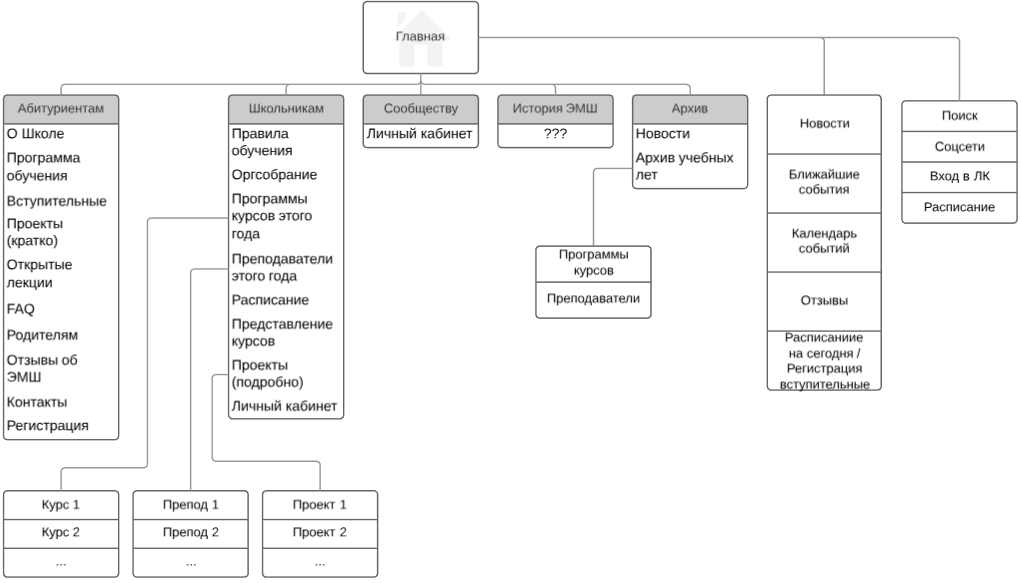 Главная
Абитуриентам
О Школе
Программа
обучения
Вступительные
Проекты
(кратко)
Открытые
лекции
FAQ
Родителям
Отзывы об
ЭМШ
Контакты
Регистрация
Школьникам
Правила
обучения
Оргсобрание
Программы
курсов этого
года
Преподаватели
этого года
Расписание
Представление
курсов
Проекты
(подробно)
Личный кабинет
Сообществу
Личный кабинет
История ЭМШ
???
Архив
Новости
Архив учебных
лет
Программы
курсов
Преподаватели
Новости
Ближайшие
события
Календарь
событий
Отзывы
Расписаниие
на сегодня /
Регистрация
вступительные
Поиск
Соцсети
Вход в ЛК
Расписание
Курс 1
Курс 2
...
Препод 1
Препод 2
...
Проект 1
Проект 2
...